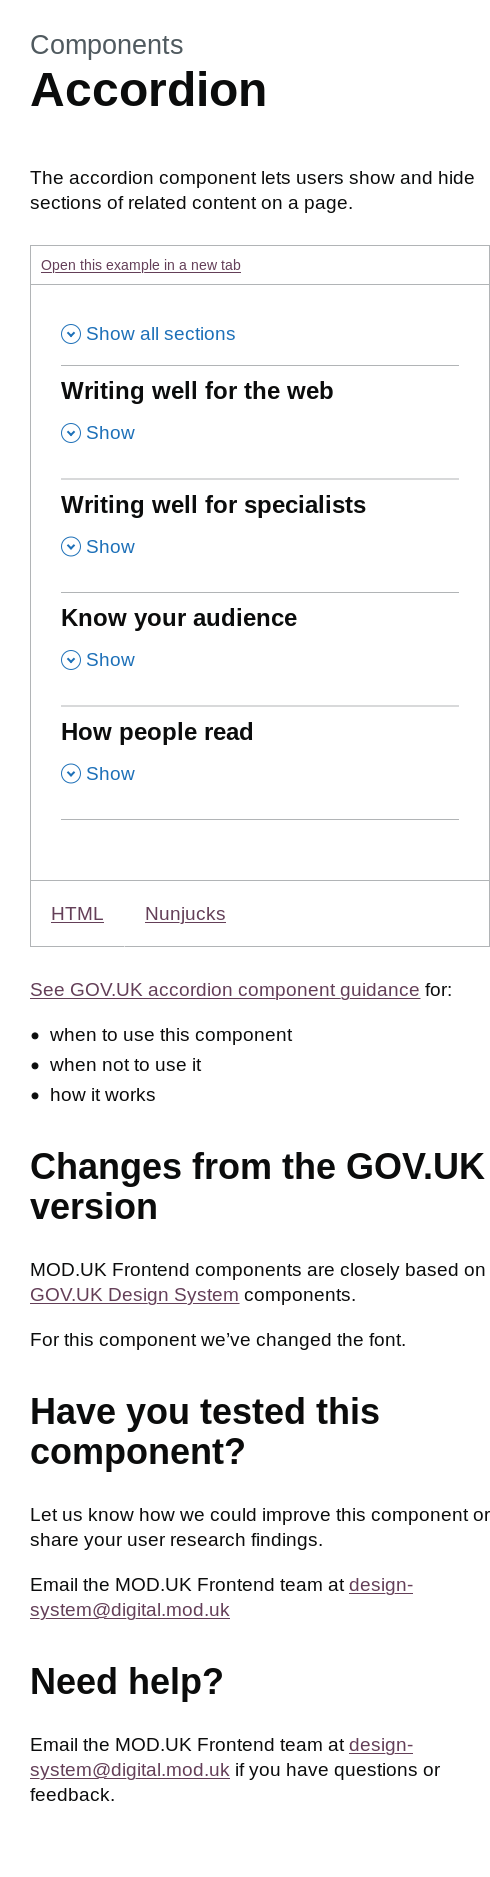 Components
Accordion
The accordion component lets users show and hide
sections of related content on a page.
Open this example in a new tab
Show all sections
Writing well for the web
Show
Writing well for specialists
Show
Know your audience
Show
How people read
Show
HTML Nunjucks
See GOV.UK accordion component guidance for:
• when to use this component
• when not to use it
• how it works
Changes from the GOV.UK
version
MOD.UK Frontend components are closely based on
GOV.UK Design System components.
For this component we’ve changed the font.
Have you tested this
component?
Let us know how we could improve this component or
share your user research findings.
Email the MOD.UK Frontend team at design-
system@digital.mod.uk
Need help?
Email the MOD.UK Frontend team at design-
system@digital.mod.uk if you have questions or
feedback.